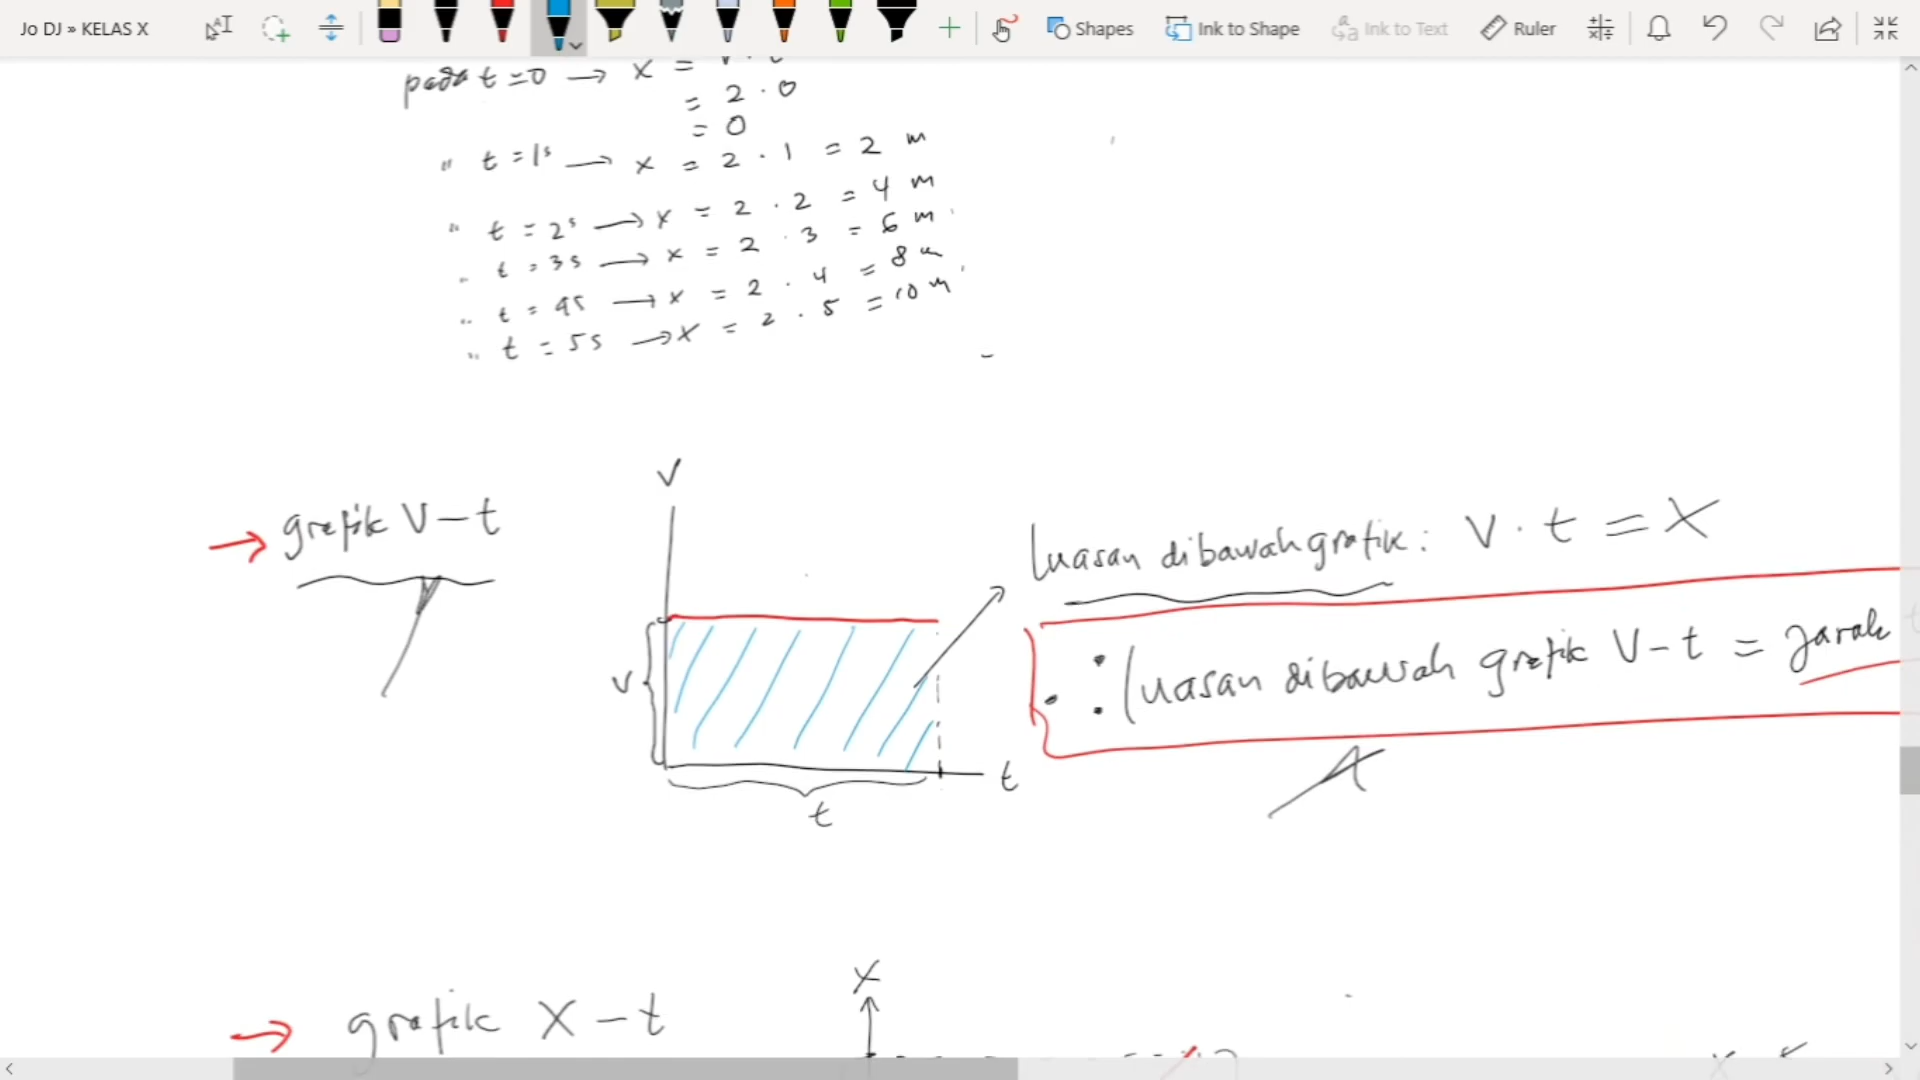 Jo DJ » KELAS X
Shapes
Ink to Shape
Ink to Text
Ruler
pada t = 0 → x = v . t
= 2 . 0
= 0
" t = 1s → x = 2 . 1 = 2 m
" t = 2s → x = 2 . 2 = 4 m
" t = 3s → x = 2 . 3 = 6 m
" t = 4s → x = 2 . 4 = 8 m
" t = 5s → x = 2 . 5 = 10 m
→ grafik V – t
V
V
t
t
luasan dibawah grafik : V . t = X
∴ luasan dibawah grafik V – t = jarak
→ grafik X – t
X